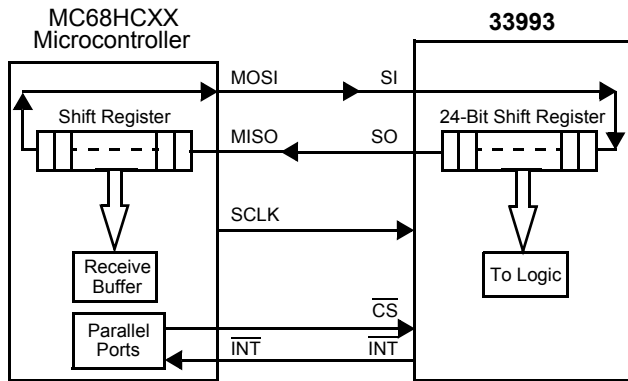 MC68HCXX
Microcontroller
33993
MOSI
SI
Shift Register
24-Bit Shift Register
MISO
SO
SCLK
Receive
Buffer
To Logic
Parallel
Ports
CS
INT
INT